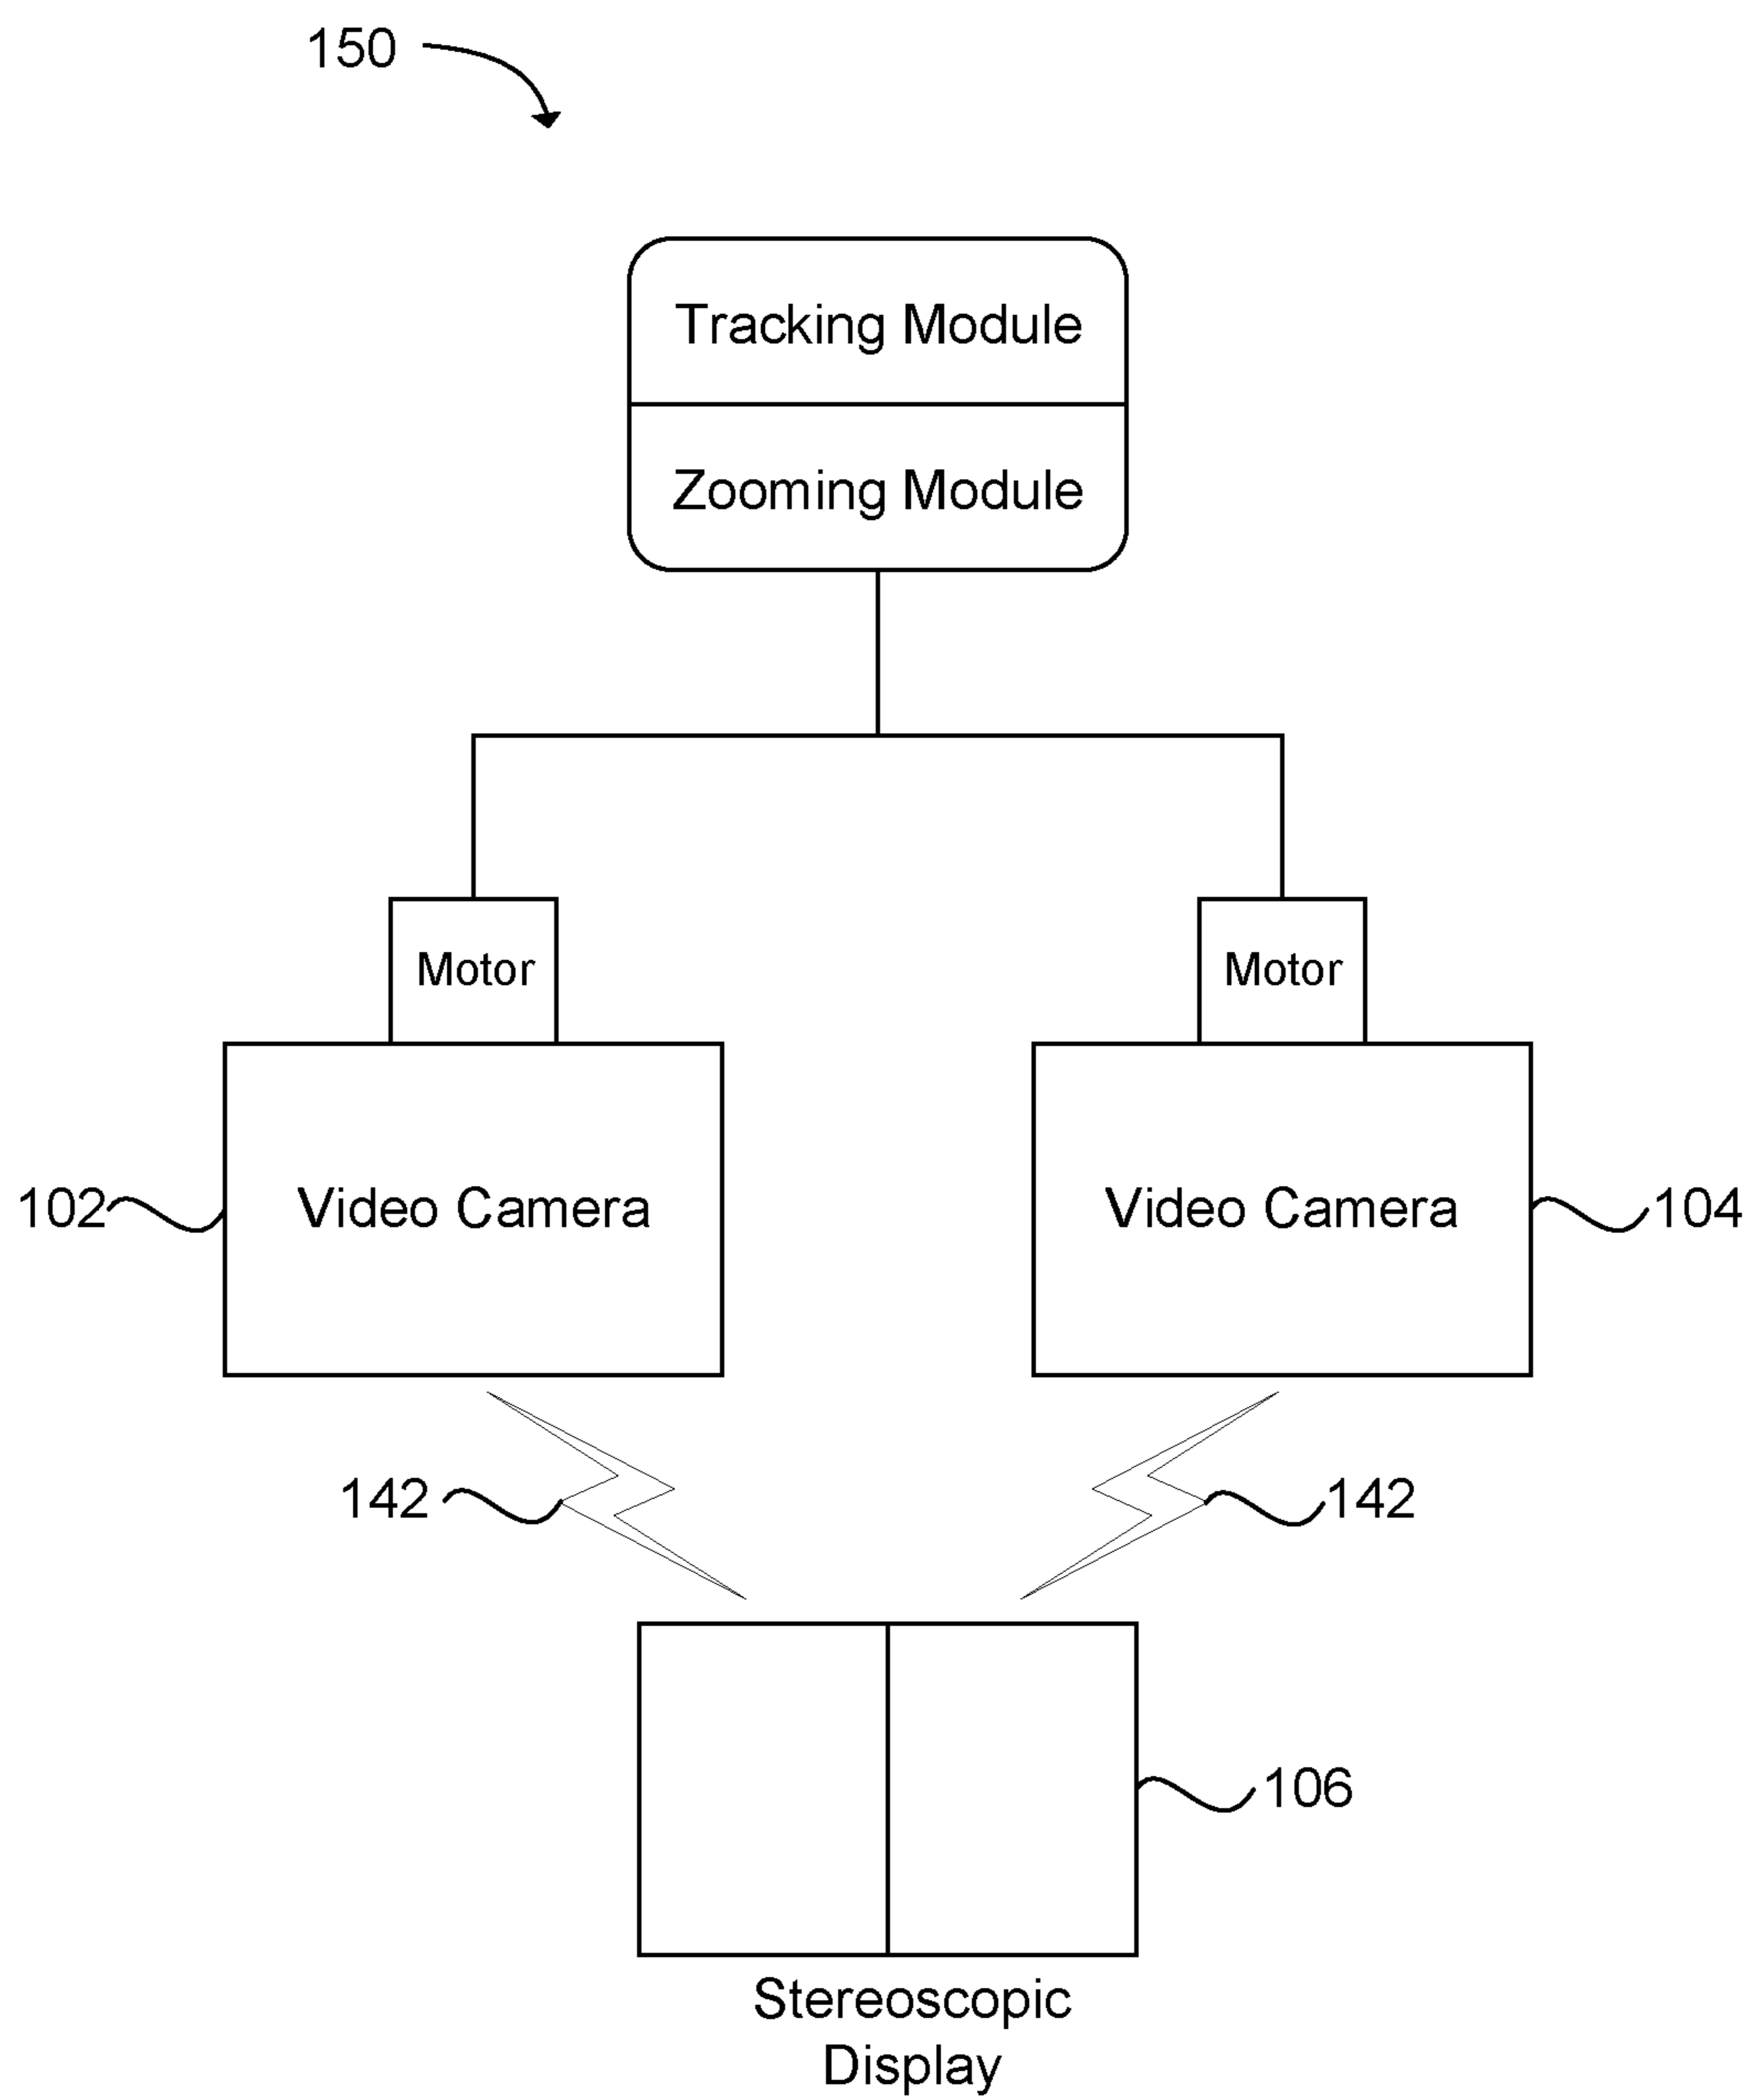 150
Tracking Module
Zooming Module
Motor
Motor
102
Video Camera
Video Camera
104
142
142
106
Stereoscopic
Display